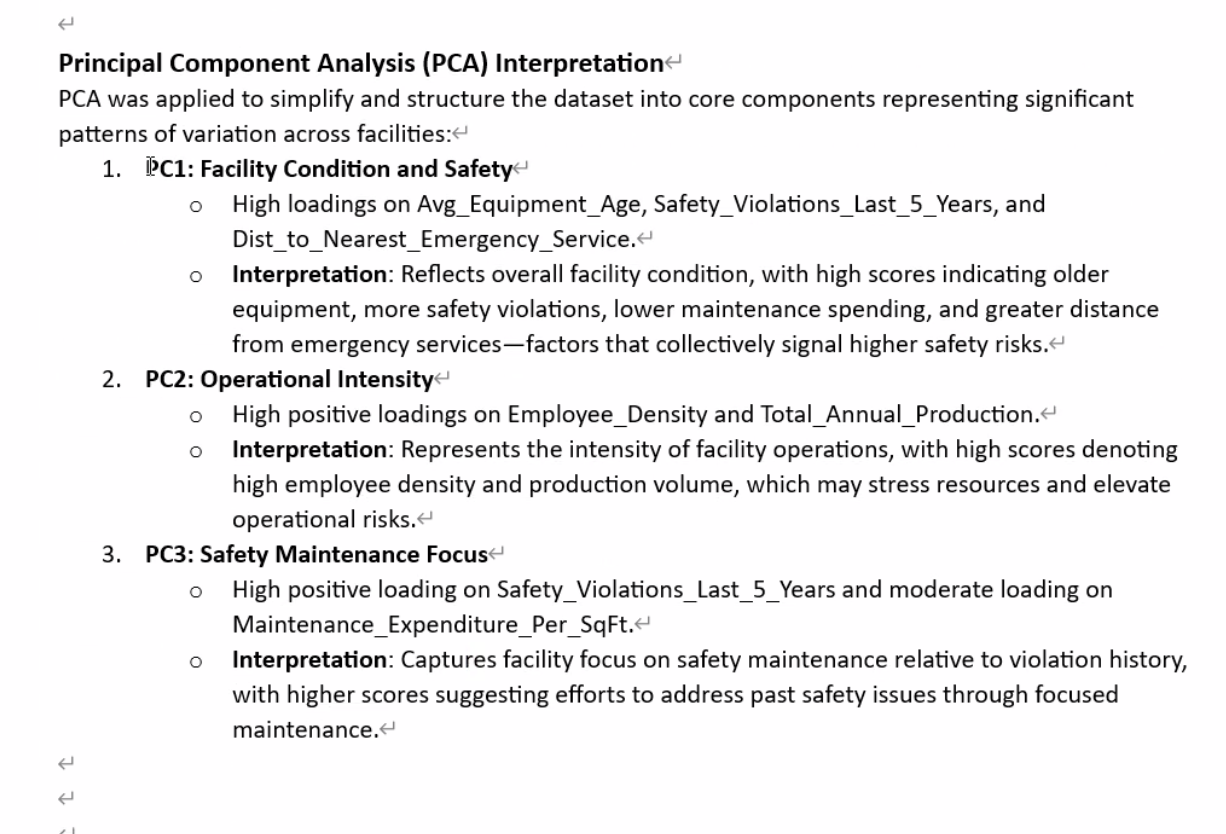 Principal Component Analysis (PCA) Interpretation↵
PCA was applied to simplify and structure the dataset into core components representing significant
patterns of variation across facilities:↵
1. PC1: Facility Condition and Safety↵
o High loadings on Avg_Equipment_Age, Safety_Violations_Last_5_Years, and
Dist_to_Nearest_Emergency_Service.↵
o Interpretation: Reflects overall facility condition, with high scores indicating older
equipment, more safety violations, lower maintenance spending, and greater distance
from emergency services—factors that collectively signal higher safety risks.↵
2. PC2: Operational Intensity↵
o High positive loadings on Employee_Density and Total_Annual_Production.↵
o Interpretation: Represents the intensity of facility operations, with high scores denoting
high employee density and production volume, which may stress resources and elevate
operational risks.↵
3. PC3: Safety Maintenance Focus↵
o High positive loading on Safety_Violations_Last_5_Years and moderate loading on
Maintenance_Expenditure_Per_SqFt.↵
o Interpretation: Captures facility focus on safety maintenance relative to violation history,
with higher scores suggesting efforts to address past safety issues through focused
maintenance.↵